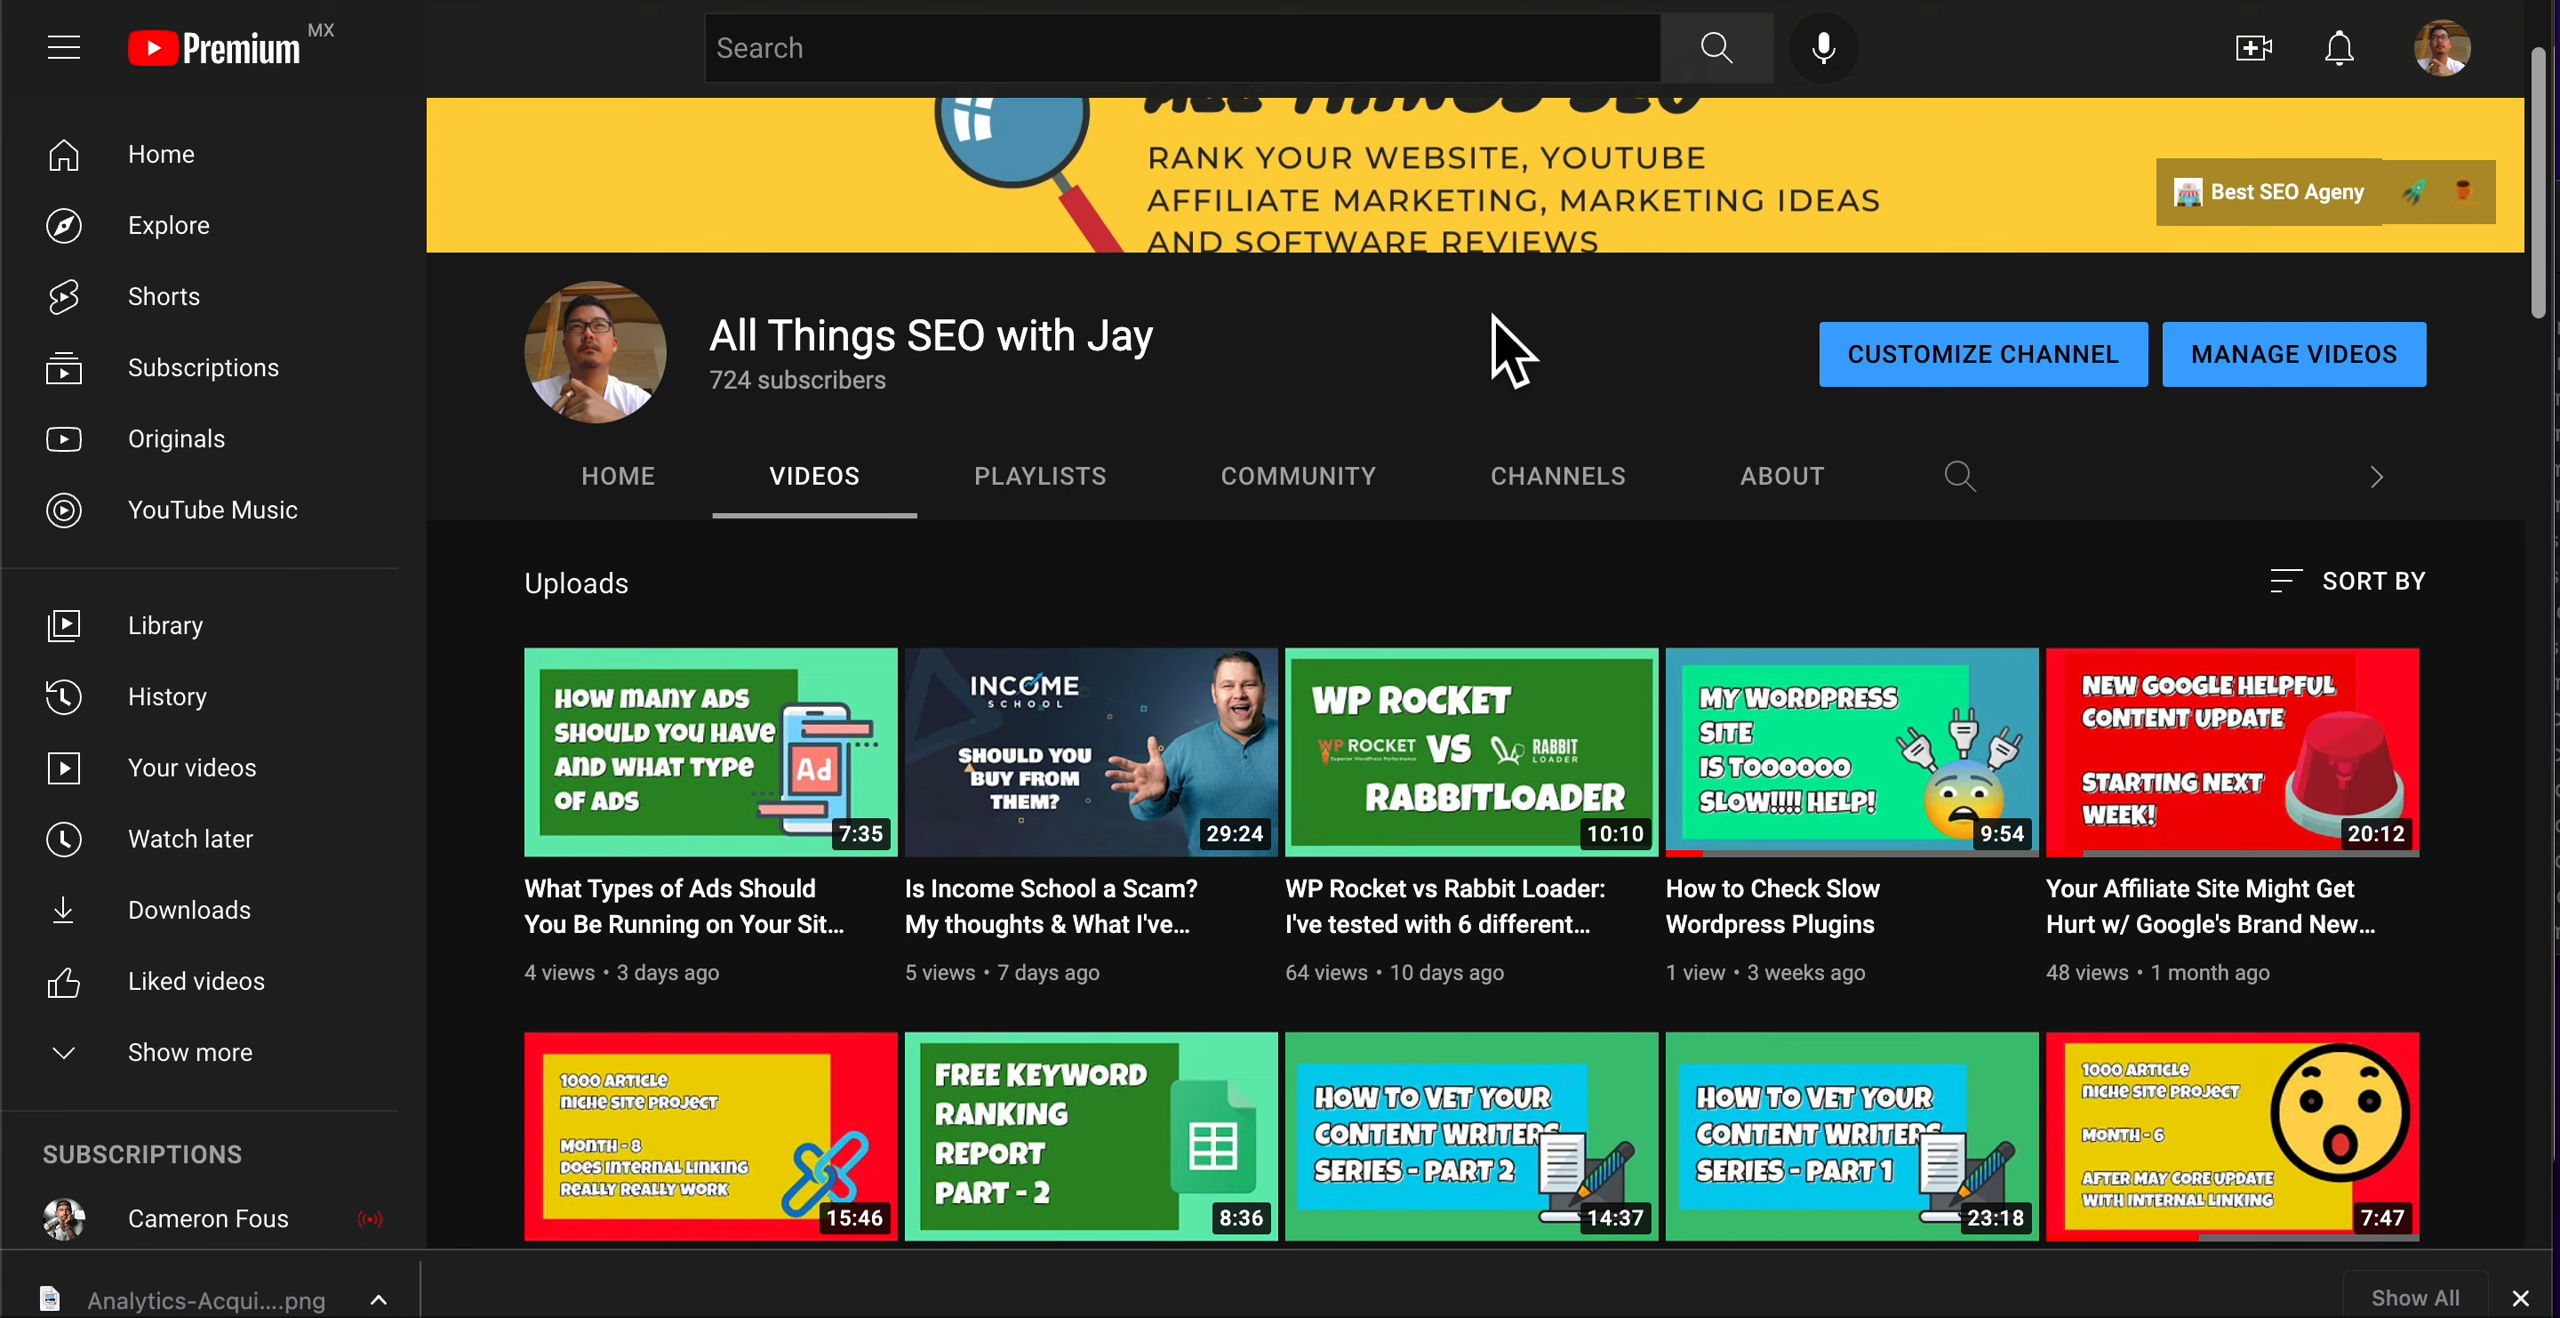 Premium MX
Search
ALL THINGS SEO
RANK YOUR WEBSITE, YOUTUBE
AFFILIATE MARKETING, MARKETING IDEAS
AND SOFTWARE REVIEWS
Best SEO Ageny
Home
Explore
Shorts
Subscriptions
Originals
YouTube Music
Library
History
Your videos
Watch later
Downloads
Liked videos
Show more
SUBSCRIPTIONS
Cameron Fous
All Things SEO with Jay
724 subscribers
CUSTOMIZE CHANNEL
MANAGE VIDEOS
HOME
VIDEOS
PLAYLISTS
COMMUNITY
CHANNELS
ABOUT
Uploads
SORT BY
HOW MANY ADS
SHOULD YOU HAVE
AND WHAT TYPE
OF ADS
Ad
7:35
What Types of Ads Should
You Be Running on Your Sit...
4 views • 3 days ago
INCOME
SCHOOL
SHOULD YOU
BUY FROM
THEM?
29:24
Is Income School a Scam?
My thoughts & What I've...
5 views • 7 days ago
WP ROCKET
WP ROCKET
Superior WordPress Performance
VS
RABBIT
LOADER
RABBITLOADER
10:10
WP Rocket vs Rabbit Loader:
I've tested with 6 different...
64 views • 10 days ago
MY WORDPRESS
SITE
IS TOOOOOO
SLOW!!!! HELP!
9:54
How to Check Slow
Wordpress Plugins
1 view • 3 weeks ago
NEW GOOGLE HELPFUL
CONTENT UPDATE
STARTING NEXT
WEEK!
20:12
Your Affiliate Site Might Get
Hurt w/ Google's Brand New...
48 views • 1 month ago
1000 ARTICLE
NICHE SITE PROJECT
MONTH - 8
DOES INTERNAL LINKING
REALLY REALLY WORK
15:46
FREE KEYWORD
RANKING
REPORT
PART - 2
8:36
HOW TO VET YOUR
CONTENT WRITERS
SERIES - PART 2
14:37
HOW TO VET YOUR
CONTENT WRITERS
SERIES - PART 1
23:18
1000 ARTICLE
NICHE SITE PROJECT
MONTH - 6
AFTER MAY CORE UPDATE
WITH INTERNAL LINKING
7:47
Analytics-Acqui....png
Show All